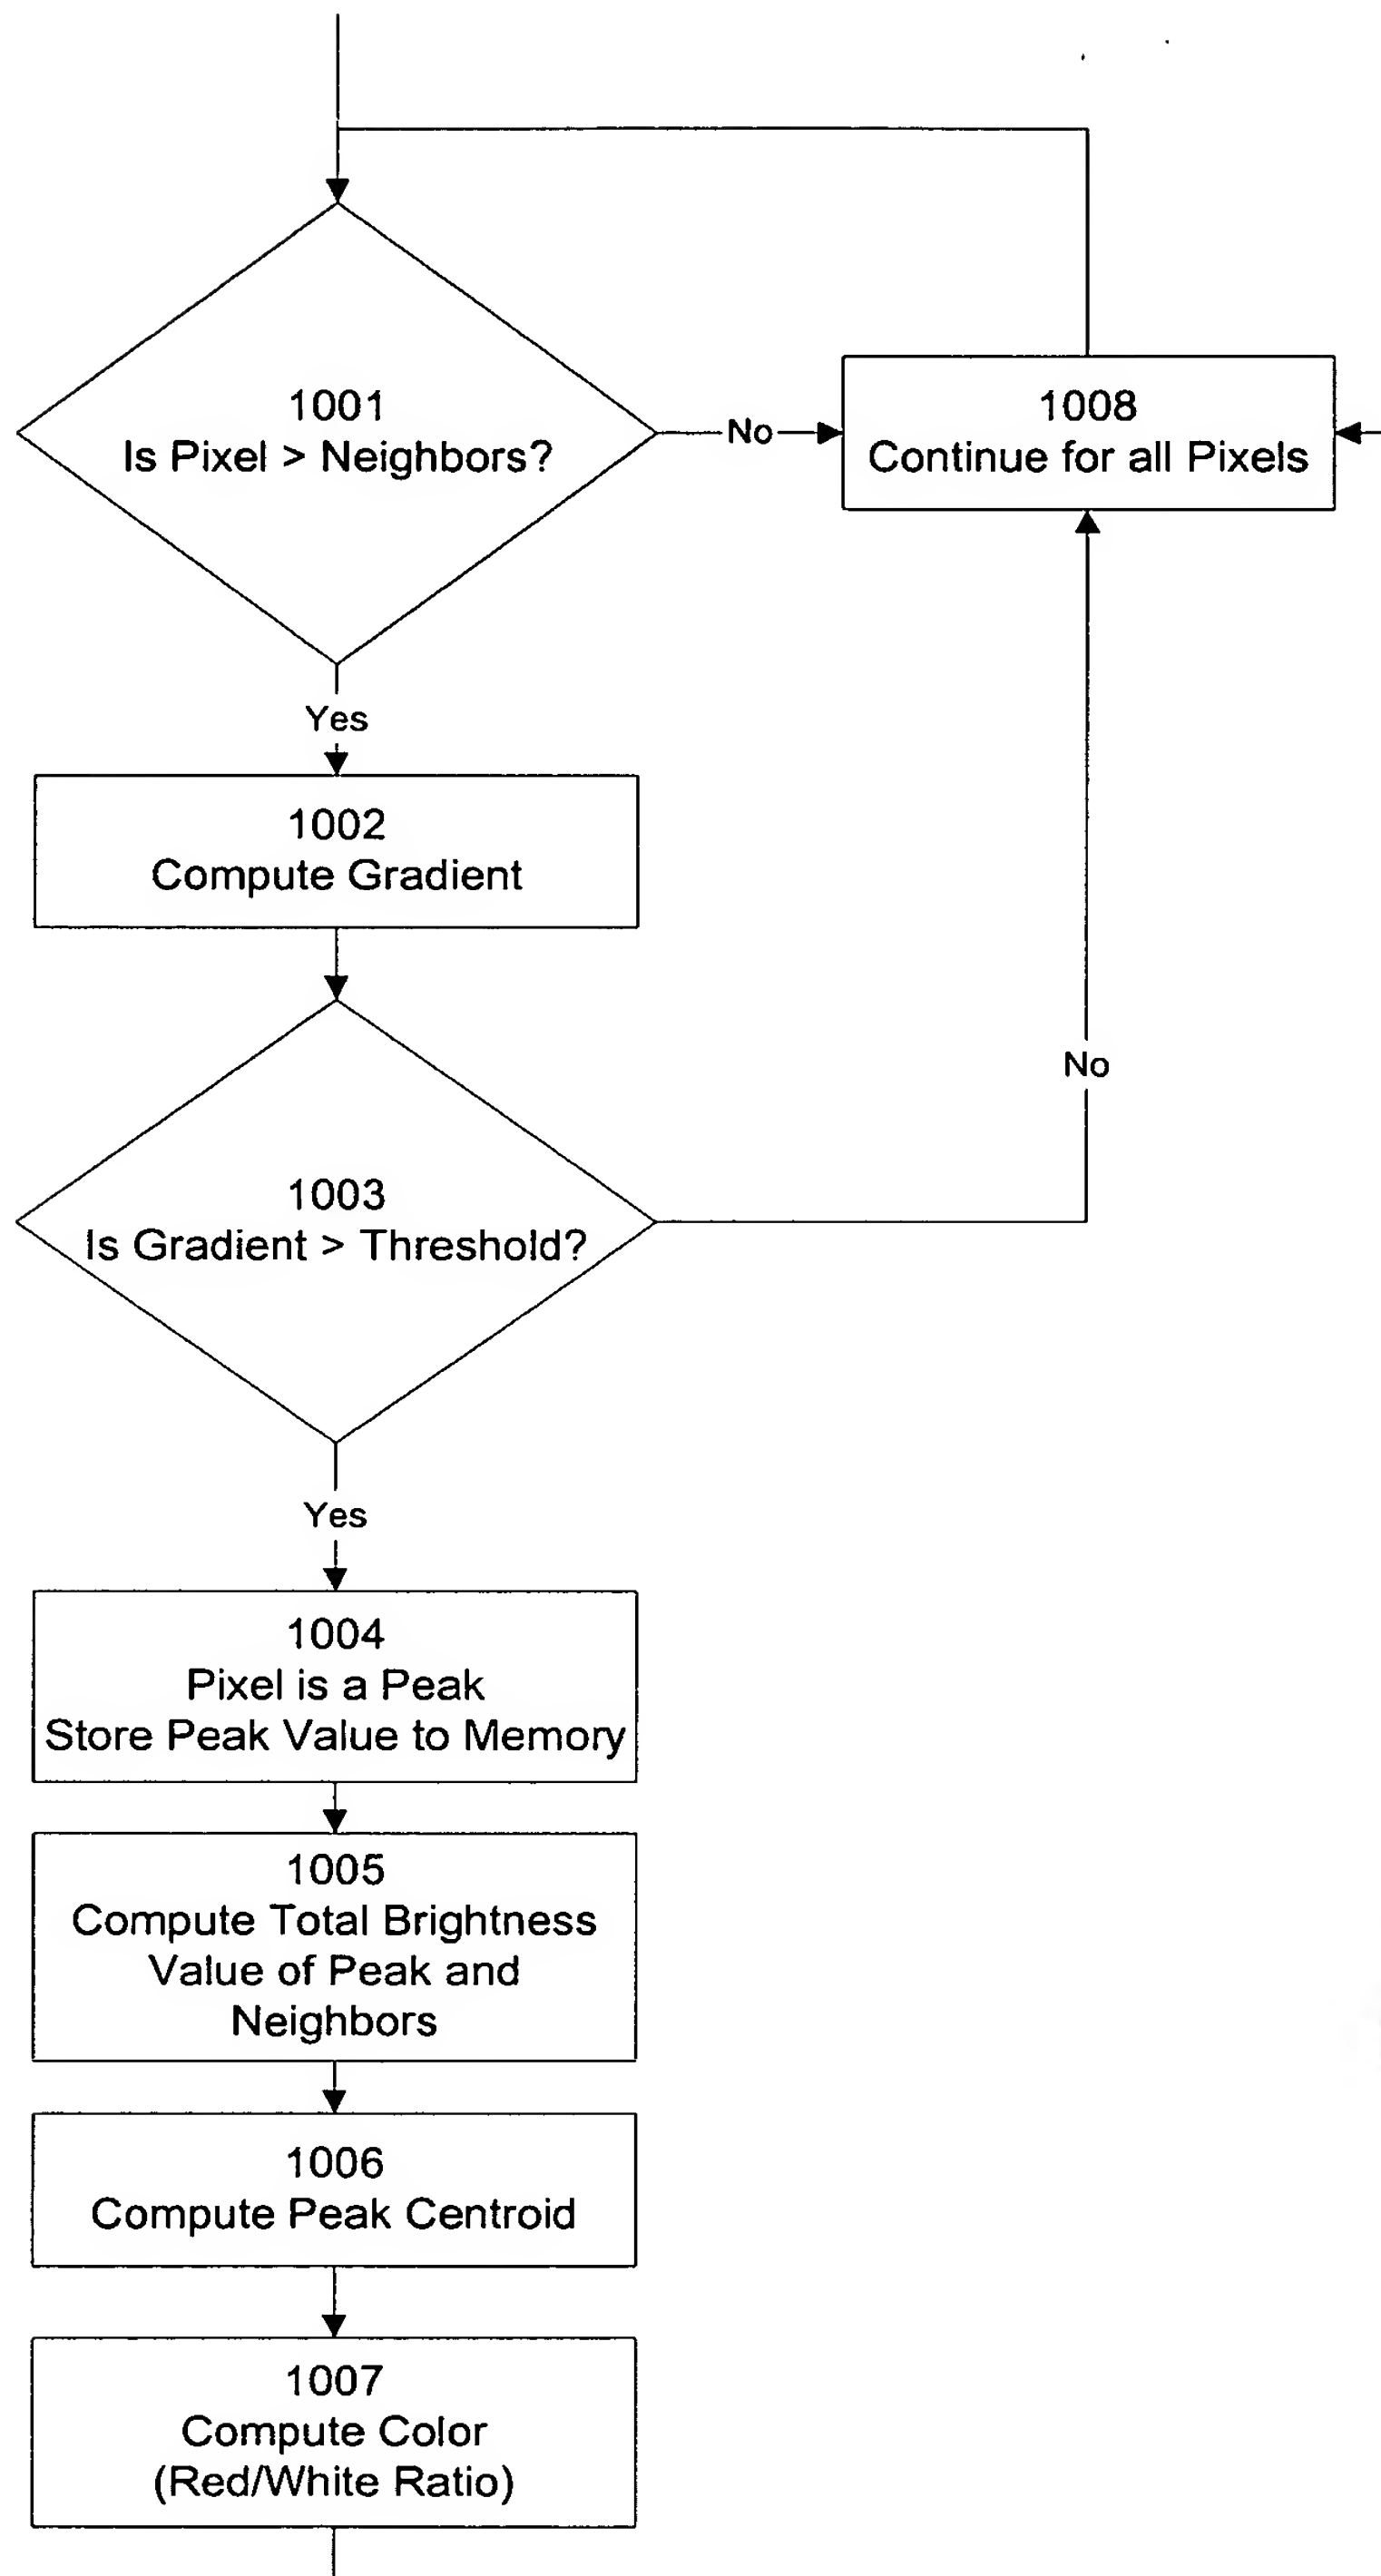 1001
Is Pixel > Neighbors?
No
1008
Continue for all Pixels
Yes
1002
Compute Gradient
No
1003
Is Gradient > Threshold?
Yes
1004
Pixel is a Peak
Store Peak Value to Memory
1005
Compute Total Brightness
Value of Peak and
Neighbors
1006
Compute Peak Centroid
1007
Compute Color
(Red/White Ratio)